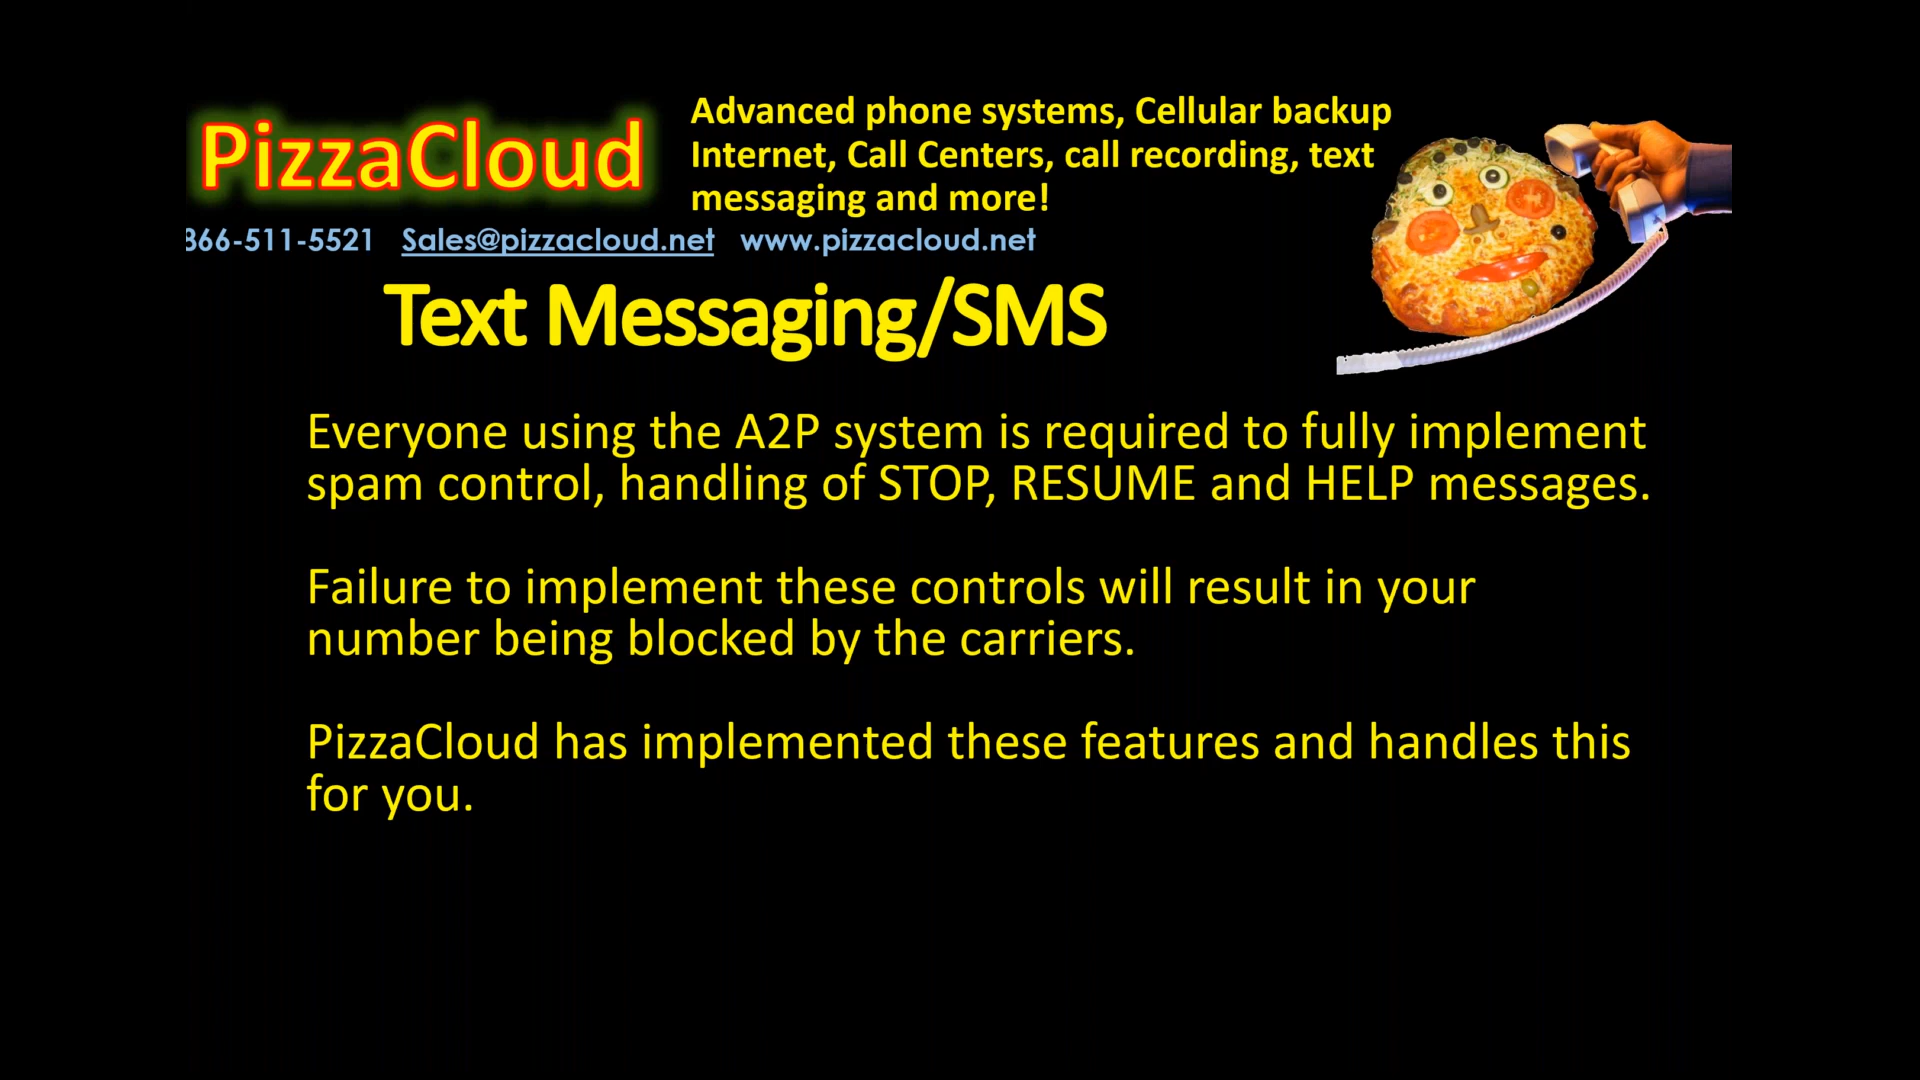 PizzaCloud
Advanced phone systems, Cellular backup
Internet, Call Centers, call recording, text
messaging and more!
866-511-5521 Sales@pizzacloud.net www.pizzacloud.net
Text Messaging/SMS
Everyone using the A2P system is required to fully implement
spam control, handling of STOP, RESUME and HELP messages.
Failure to implement these controls will result in your
number being blocked by the carriers.
PizzaCloud has implemented these features and handles this
for you.